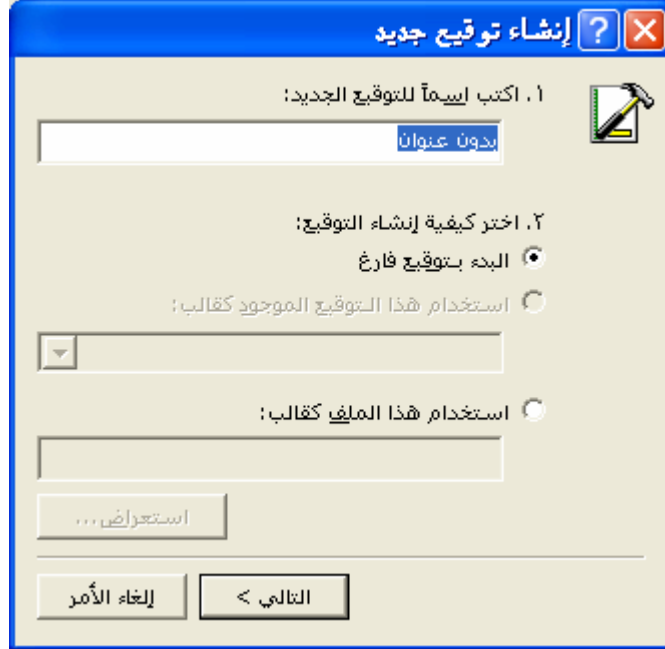 إنشاء توقيع جديد
١. اكتب اسماً للتوقيع الجديد:
بدون عنوان
٢. اختر كيفية إنشاء التوقيع:
البدء بتوقيع فارغ
استخدام هذا التوقيع الموجود كقالب:
استخدام هذا الملف كقالب:
استعراض...
التالي >
إلغاء الأمر